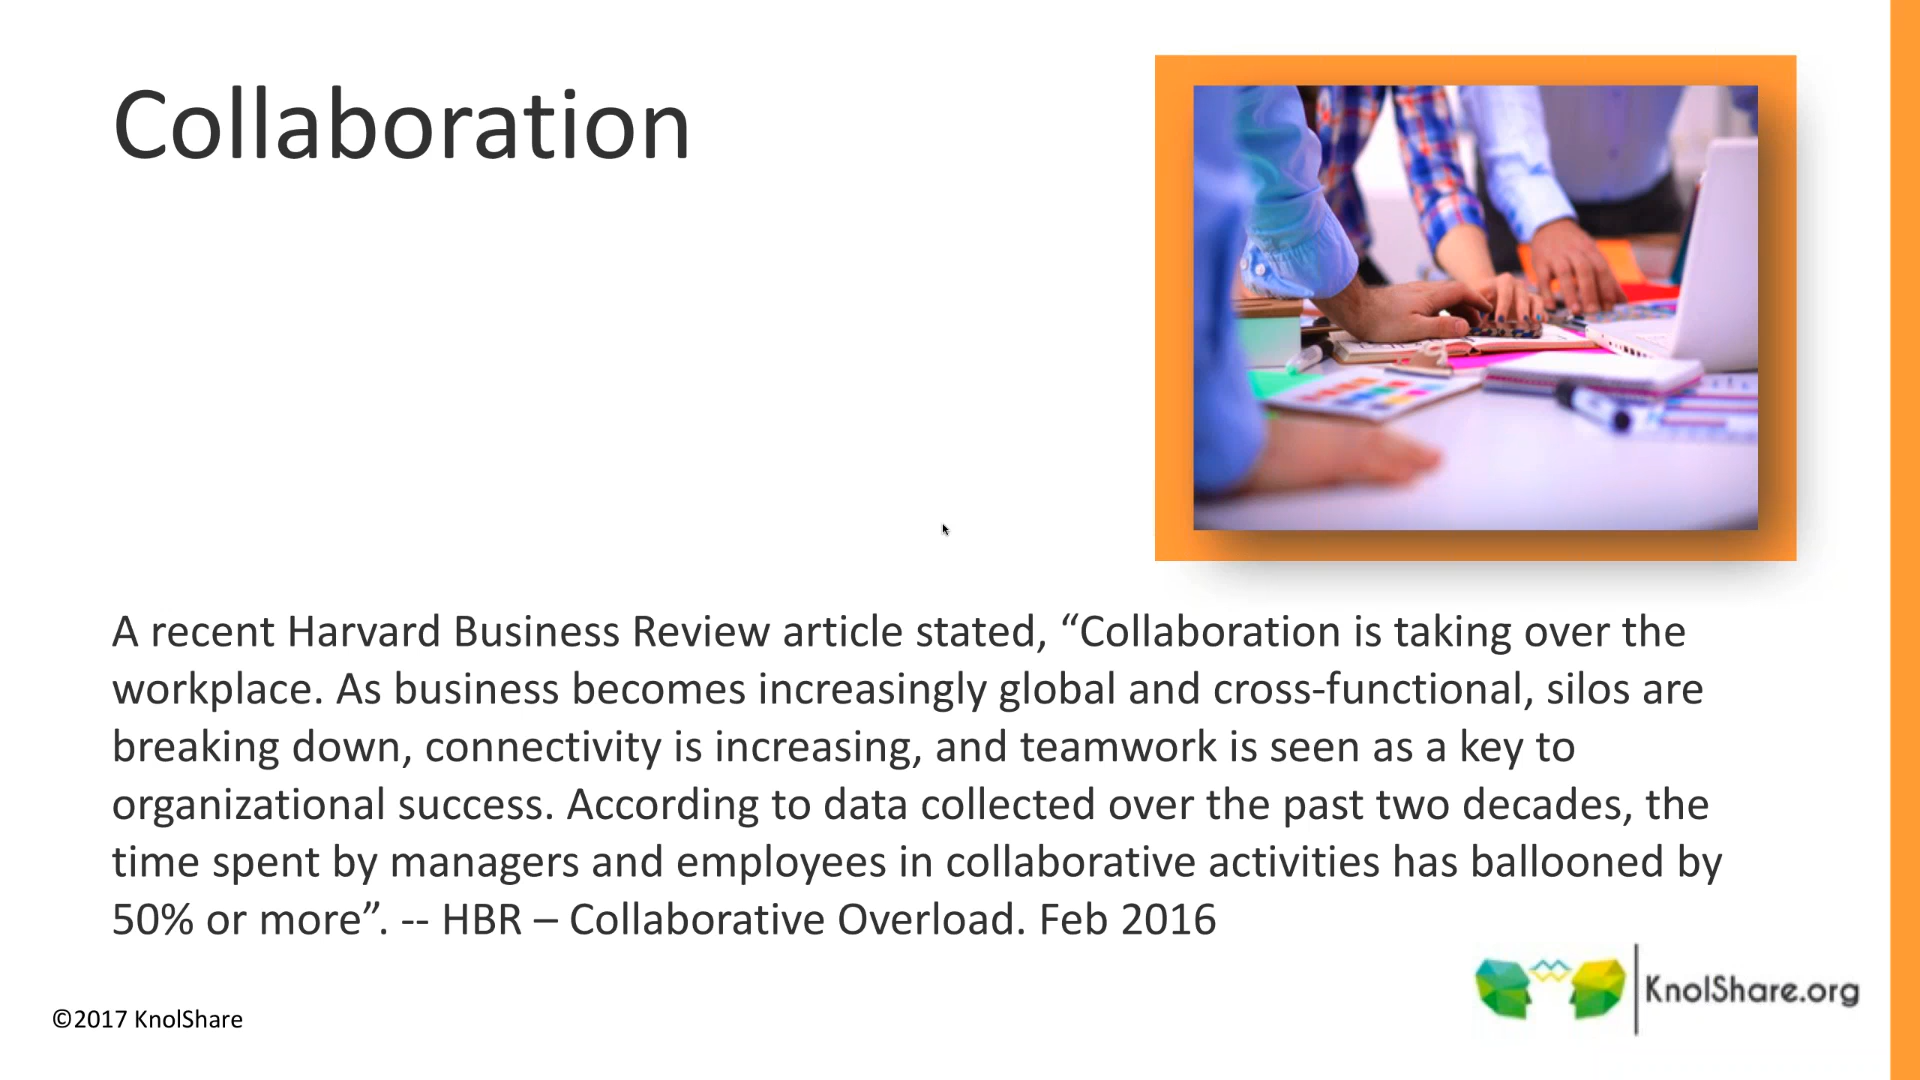 Collaboration
A recent Harvard Business Review article stated, “Collaboration is taking over the
workplace. As business becomes increasingly global and cross-functional, silos are
breaking down, connectivity is increasing, and teamwork is seen as a key to
organizational success. According to data collected over the past two decades, the
time spent by managers and employees in collaborative activities has ballooned by
50% or more”. -- HBR – Collaborative Overload. Feb 2016
KnolShare.org
©2017 KnolShare